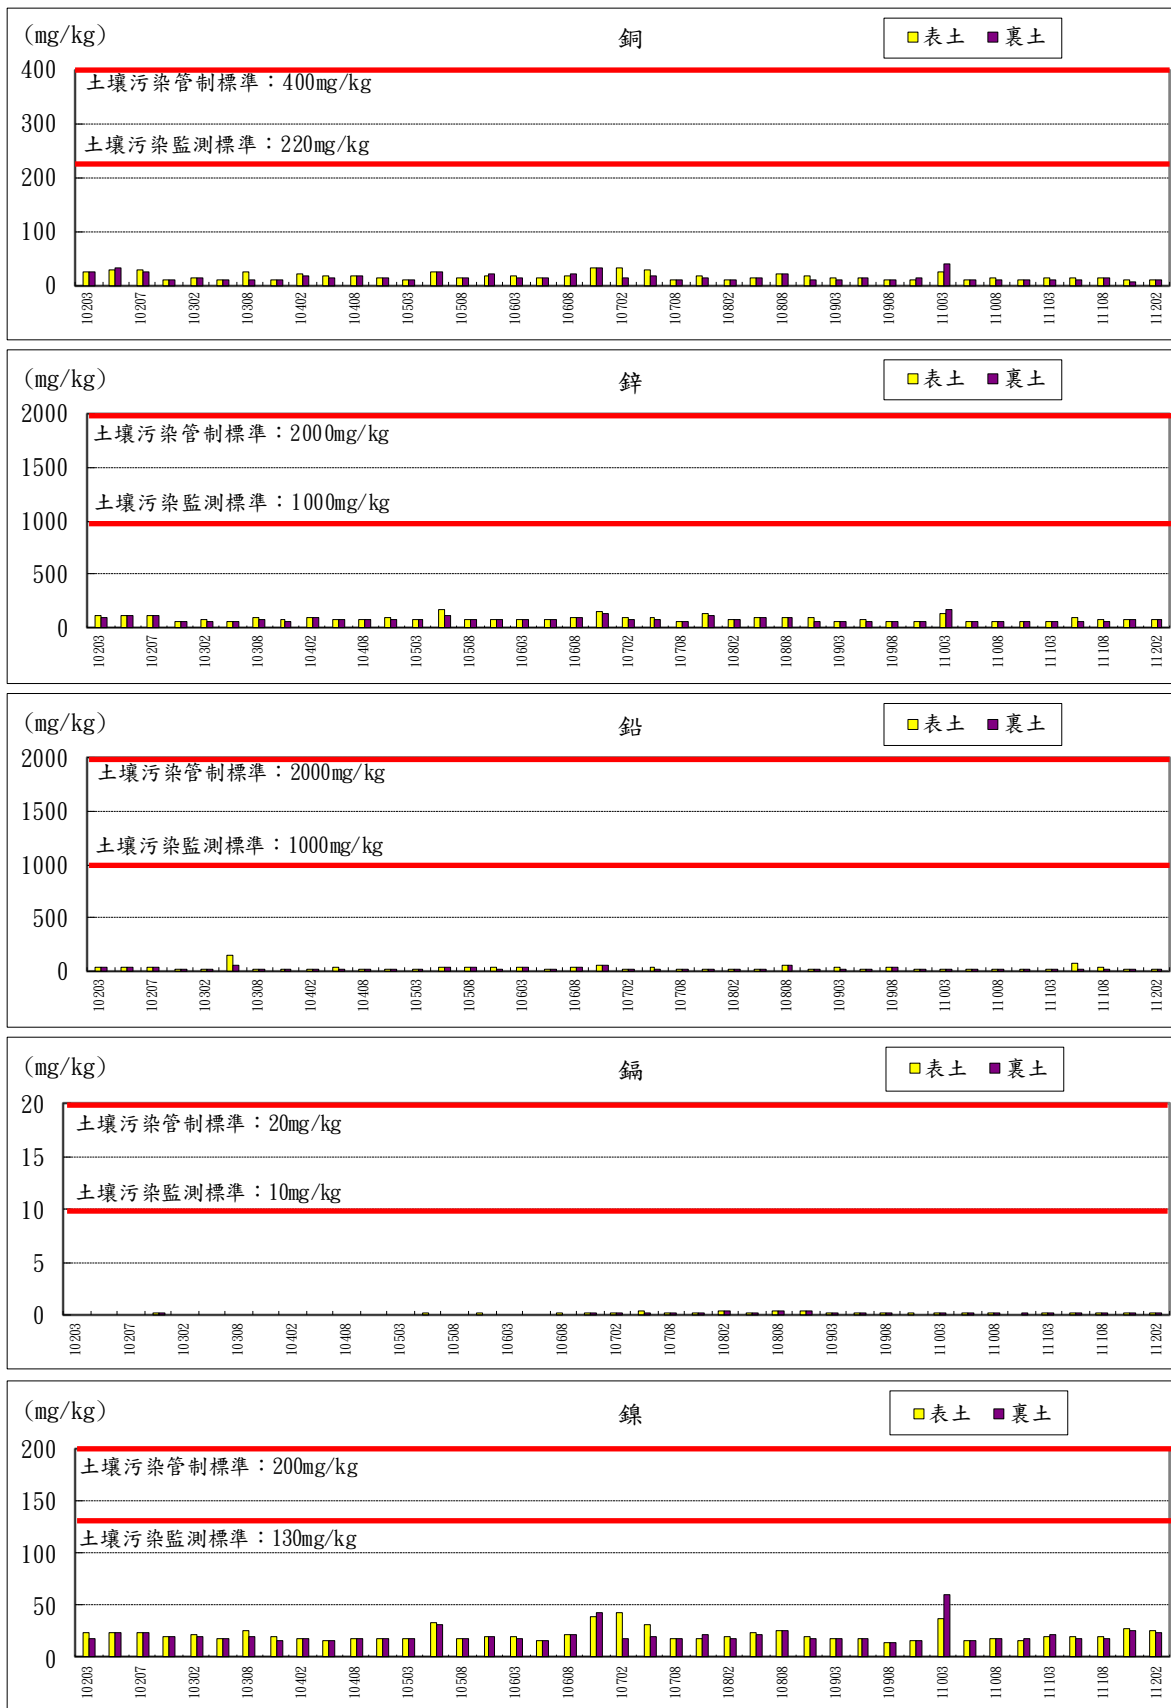 (mg/kg) 銅 表土 裏土
400
土壤污染管制標準：400mg/kg
300
土壤污染監測標準：220mg/kg
200
100
0
10203 10207 10302 10308 10402 10408 10503 10508 10603 10608 10702 10708 10802 10808 10903 10908 11003 11008 11103 11108 11202
(mg/kg) 鋅 表土 裏土
2000
土壤污染管制標準：2000mg/kg
1500
土壤污染監測標準：1000mg/kg
1000
500
0
10203 10207 10302 10308 10402 10408 10503 10508 10603 10608 10702 10708 10802 10808 10903 10908 11003 11008 11103 11108 11202
(mg/kg) 鉛 表土 裏土
2000
土壤污染管制標準：2000mg/kg
1500
土壤污染監測標準：1000mg/kg
1000
500
0
10203 10207 10302 10308 10402 10408 10503 10508 10603 10608 10702 10708 10802 10808 10903 10908 11003 11008 11103 11108 11202
(mg/kg) 鎘 表土 裏土
20
土壤污染管制標準：20mg/kg
15
土壤污染監測標準：10mg/kg
10
5
0
10203 10207 10302 10308 10402 10408 10503 10508 10603 10608 10702 10708 10802 10808 10903 10908 11003 11008 11103 11108 11202
(mg/kg) 鎳 表土 裏土
200
土壤污染管制標準：200mg/kg
150
土壤污染監測標準：130mg/kg
100
50
0
10203 10207 10302 10308 10402 10408 10503 10508 10603 10608 10702 10708 10802 10808 10903 10908 11003 11008 11103 11108 11202